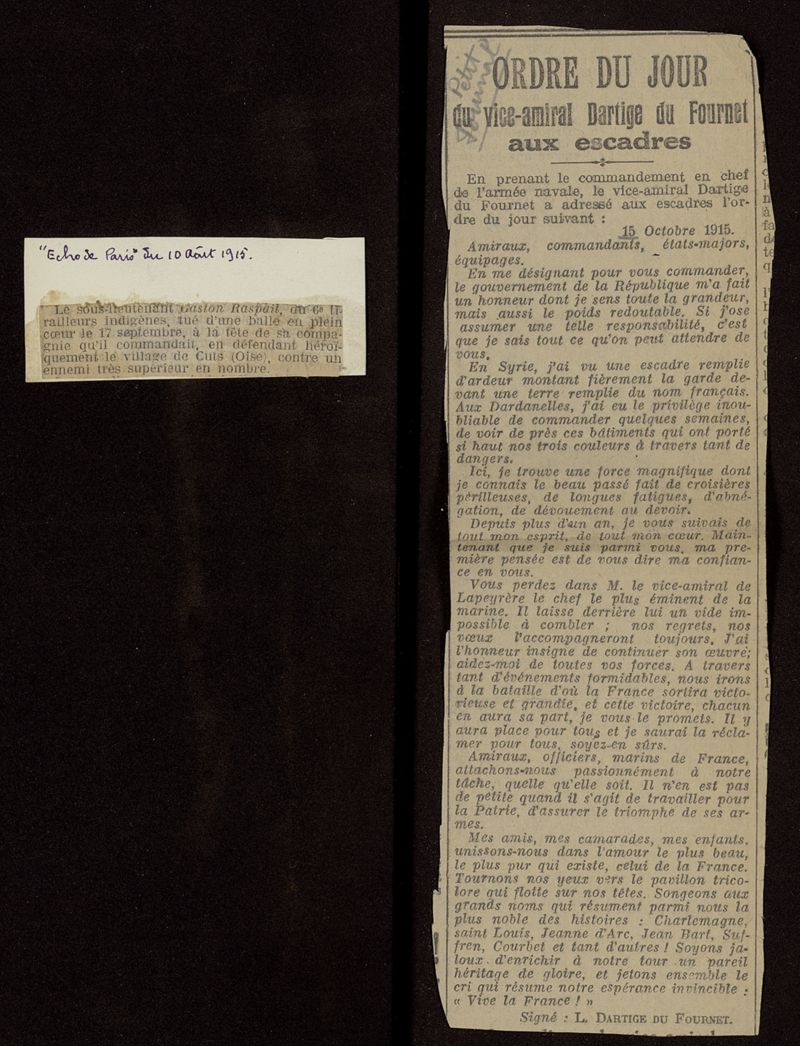 "Echo de Paris" du 10 Août 1915.
Le sous-lieutenant Gaston Raspail, du 6e ti-
railleurs indigènes, tué d'une balle en plein
cœur le 17 septembre, à la tête de sa compa-
gnie qu'il commandait, en défendant héroï-
quement le village de Cuts (Oise), contre un
ennemi très supérieur en nombre.
ORDRE DU JOUR
du vice-amiral Dartige du Fournet
aux escadres
En prenant le commandement en chef
de l'armée navale, le vice-amiral Dartige
du Fournet a adressé aux escadres l'or-
dre du jour suivant :
15 Octobre 1915.
Amiraux, commandants, états-majors,
équipages.
En me désignant pour vous commander,
le gouvernement de la République m'a fait
un honneur dont je sens toute la grandeur,
mais aussi le poids redoutable. Si j'ose
assumer une telle responsabilité, c'est
que je sais tout ce qu'on peut attendre de
vous.
En Syrie, j'ai vu une escadre remplie
d'ardeur montant fièrement la garde de-
vant une terre remplie du nom français.
Aux Dardanelles, j'ai eu le privilège inou-
bliable de commander quelques semaines,
de voir de près ces bâtiments qui ont porté
si haut nos trois couleurs à travers tant de
dangers.
Ici, je trouve une force magnifique dont
je connais le beau passé fait de croisières
périlleuses, de longues fatigues, d'abné-
gation, de dévouement au devoir.
Depuis plus d'un an, je vous suivais de
tout mon esprit, de tout mon cœur. Main-
tenant que je suis parmi vous, ma pre-
mière pensée est de vous dire ma confian-
ce en vous.
Vous perdez dans M. le vice-amiral de
Lapeyrère le chef le plus éminent de la
marine. Il laisse derrière lui un vide im-
possible à combler ; nos regrets, nos
vœux l'accompagneront toujours. J'ai
l'honneur insigne de continuer son œuvre;
aidez-moi de toutes vos forces. A travers
tant d'événements formidables, nous irons
à la bataille d'où la France sortira victo-
rieuse et grandie, et cette victoire, chacun
en aura sa part, je vous le promets. Il y
aura place pour tous et je saurai la récla-
mer pour tous, soyez-en sûrs.
Amiraux, officiers, marins de France,
attachons-nous passionnément à notre
tâche, quelle qu'elle soit. Il n'en est pas
de petite quand il s'agit de travailler pour
la Patrie, d'assurer le triomphe de ses ar-
mes.
Mes amis, mes camarades, mes enfants,
unissons-nous dans l'amour le plus beau,
le plus pur qui existe, celui de la France.
Tournons nos yeux vers le pavillon trico-
lore qui flotte sur nos têtes. Songeons aux
grands noms qui résument parmi nous la
plus noble des histoires : Charlemagne,
saint Louis, Jeanne d'Arc, Jean Bart, Suf-
fren, Courbet et tant d'autres ! Soyons ja-
loux d'enrichir à notre tour un pareil
héritage de gloire, et jetons ensemble le
cri qui résume notre espérance invincible :
« Vive la France ! »
Signé : L. DARTIGE DU FOURNET.